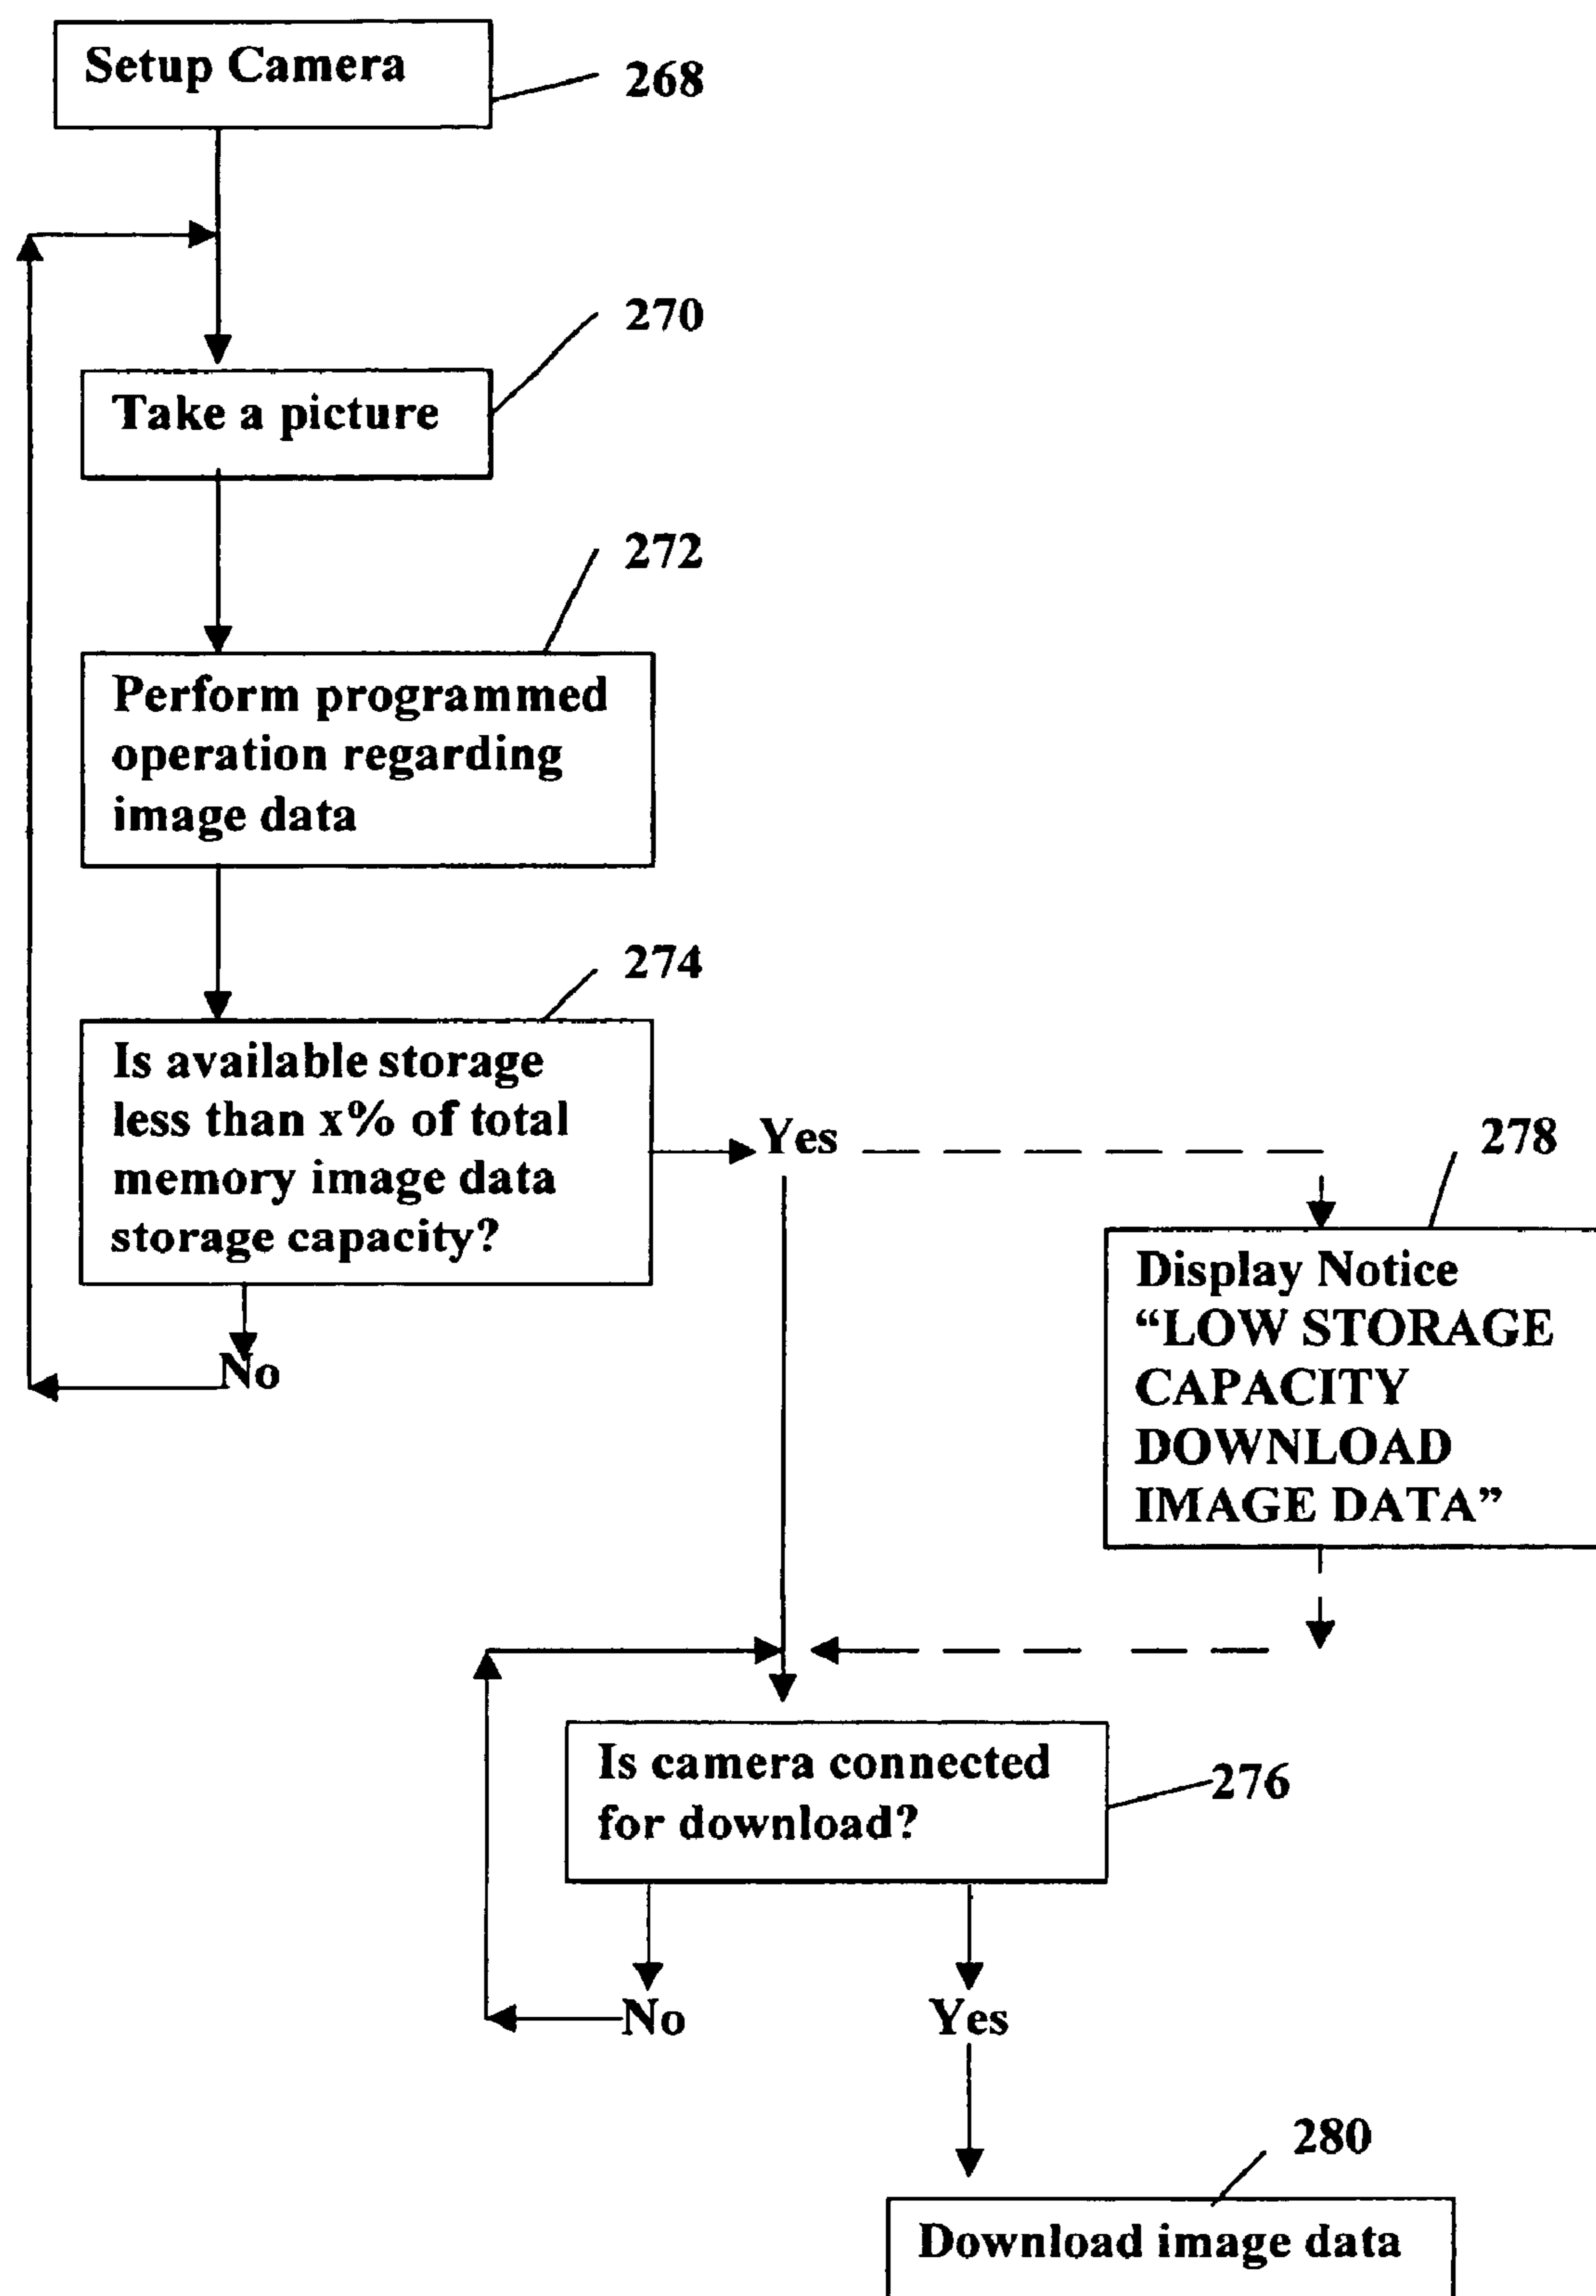 Setup Camera
268
270
Take a picture
272
Perform programmed
operation regarding
image data
274
Is available storage
less than x% of total
memory image data
storage capacity?
Yes
278
Display Notice
“LOW STORAGE
CAPACITY
DOWNLOAD
IMAGE DATA”
No
Is camera connected
for download?
276
No
Yes
280
Download image data